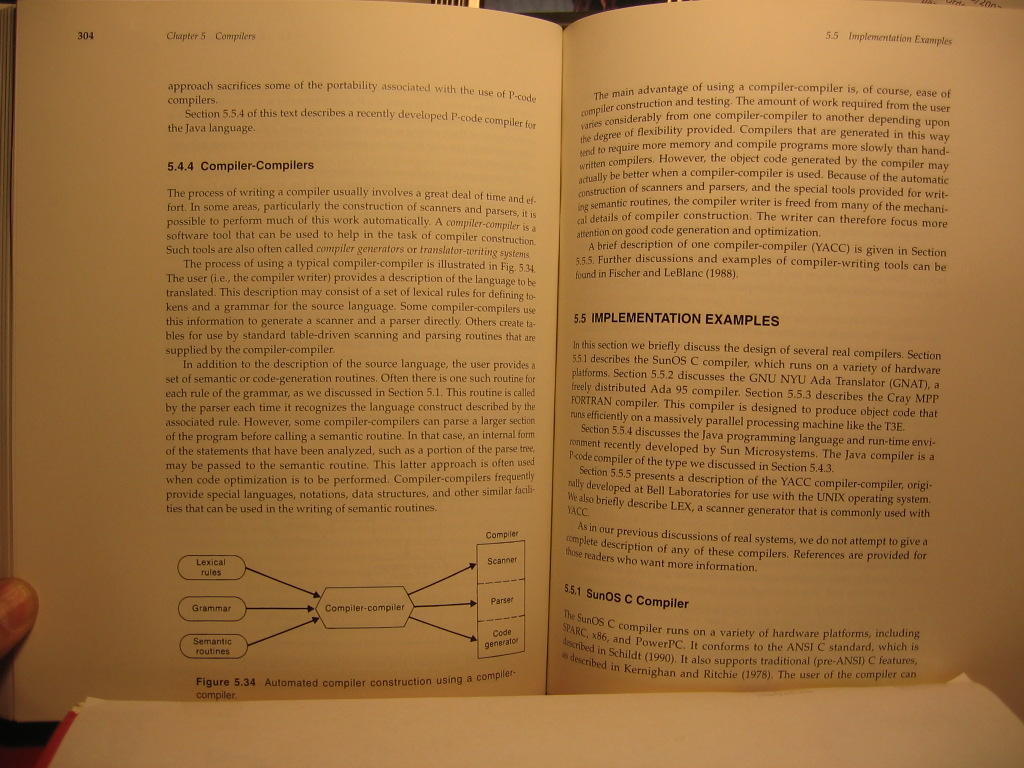 304
Chapter 5 Compilers
approach sacrifices some of the portability associated with the use of P-code
compilers.
Section 5.5.4 of this text describes a recently developed P-code compiler for
the Java language.
5.4.4 Compiler-Compilers
The process of writing a compiler usually involves a great deal of time and ef-
fort. In some areas, particularly the construction of scanners and parsers, it is
possible to perform much of this work automatically. A compiler-compiler is a
software tool that can be used to help in the task of compiler construction.
Such tools are also often called compiler generators or translator-writing systems.
The process of using a typical compiler-compiler is illustrated in Fig. 5.34.
The user (i.e., the compiler writer) provides a description of the language to be
translated. This description may consist of a set of lexical rules for defining to-
kens and a grammar for the source language. Some compiler-compilers use
this information to generate a scanner and a parser directly. Others create ta-
bles for use by standard table-driven scanning and parsing routines that are
supplied by the compiler-compiler.
In addition to the description of the source language, the user provides a
set of semantic or code-generation routines. Often there is one such routine for
each rule of the grammar, as we discussed in Section 5.1. This routine is called
by the parser each time it recognizes the language construct described by the
associated rule. However, some compiler-compilers can parse a larger section
of the program before calling a semantic routine. In that case, an internal form
of the statements that have been analyzed, such as a portion of the parse tree,
may be passed to the semantic routine. This latter approach is often used
when code optimization is to be performed. Compiler-compilers frequently
provide special languages, notations, data structures, and other similar facili-
ties that can be used in the writing of semantic routines.
Lexical
rules
Grammar
Semantic
routines
Compiler-compiler
Compiler
Scanner
Parser
Code
generator
Figure 5.34 Automated compiler construction using a compiler-
compiler.
5.5 Implementation Examples
The main advantage of using a compiler-compiler is, of course, ease of
compiler construction and testing. The amount of work required from the user
varies considerably from one compiler-compiler to another depending upon
the degree of flexibility provided. Compilers that are generated in this way
tend to require more memory and compile programs more slowly than hand-
written compilers. However, the object code generated by the compiler may
actually be better when a compiler-compiler is used. Because of the automatic
construction of scanners and parsers, and the special tools provided for writ-
ing semantic routines, the compiler writer is freed from many of the mechani-
cal details of compiler construction. The writer can therefore focus more
attention on good code generation and optimization.
A brief description of one compiler-compiler (YACC) is given in Section
5.5.5. Further discussions and examples of compiler-writing tools can be
found in Fischer and LeBlanc (1988).
5.5 IMPLEMENTATION EXAMPLES
In this section we briefly discuss the design of several real compilers. Section
5.5.1 describes the SunOS C compiler, which runs on a variety of hardware
platforms. Section 5.5.2 discusses the GNU NYU Ada Translator (GNAT), a
freely distributed Ada 95 compiler. Section 5.5.3 describes the Cray MPP
FORTRAN compiler. This compiler is designed to produce object code that
runs efficiently on a massively parallel processing machine like the T3E.
Section 5.5.4 discusses the Java programming language and run-time envi-
ronment recently developed by Sun Microsystems. The Java compiler is a
P-code compiler of the type we discussed in Section 5.4.3.
Section 5.5.5 presents a description of the YACC compiler-compiler, origi-
nally developed at Bell Laboratories for use with the UNIX operating system.
We also briefly describe LEX, a scanner generator that is commonly used with
YACC.
As in our previous discussions of real systems, we do not attempt to give a
complete description of any of these compilers. References are provided for
those readers who want more information.
5.5.1 SunOS C Compiler
The SunOS C compiler runs on a variety of hardware platforms, including
SPARC, x86, and PowerPC. It conforms to the ANSI C standard, which is
described in Schildt (1990). It also supports traditional (pre-ANSI) C features,
as described in Kernighan and Ritchie (1978). The user of the compiler can